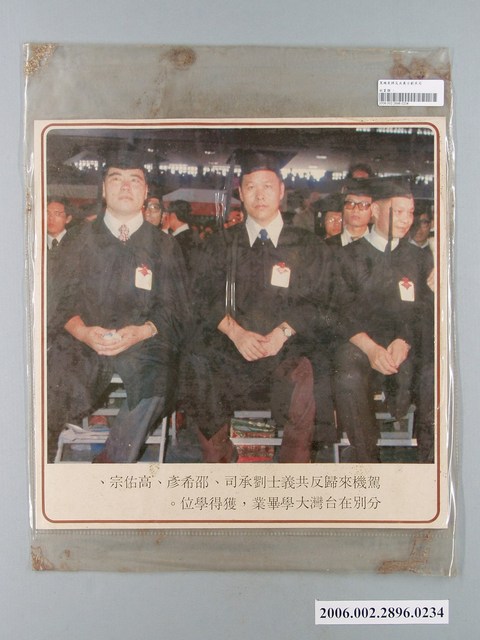 駕機來歸反共義士劉承司、邵希彥、高佑宗、
分別在台灣大學畢業，獲得學位。
2006.002.2896.0234